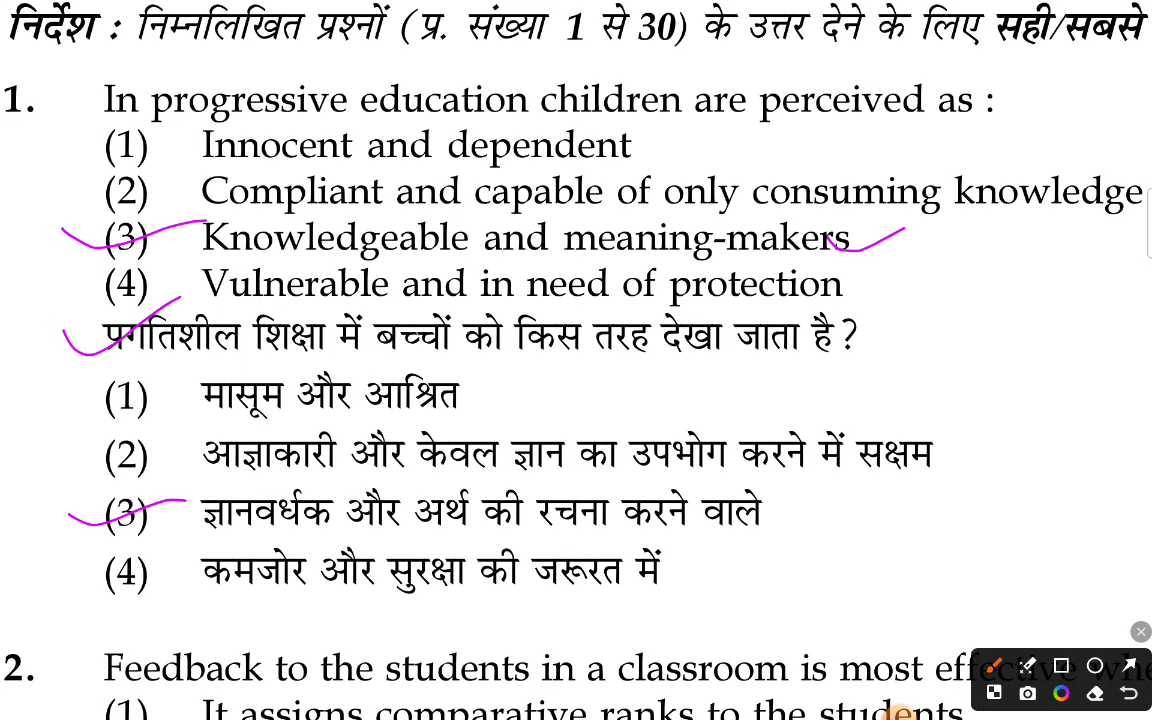 निर्देश : निम्नलिखित प्रश्नों ( प्र. संख्या 1 से 30) के उत्तर देने के लिए सही/सबसे
1. In progressive education children are perceived as :
(1) Innocent and dependent
(2) Compliant and capable of only consuming knowledge
(3) Knowledgeable and meaning-makers
(4) Vulnerable and in need of protection
प्रगतिशील शिक्षा में बच्चों को किस तरह देखा जाता है ?
(1) मासूम और आश्रित
(2) आज्ञाकारी और केवल ज्ञान का उपभोग करने में सक्षम
(3) ज्ञानवर्धक और अर्थ की रचना करने वाले
(4) कमजोर और सुरक्षा की जरूरत में
2. Feedback to the students in a classroom is most effective
(1) It assigns comparative ranks to the students